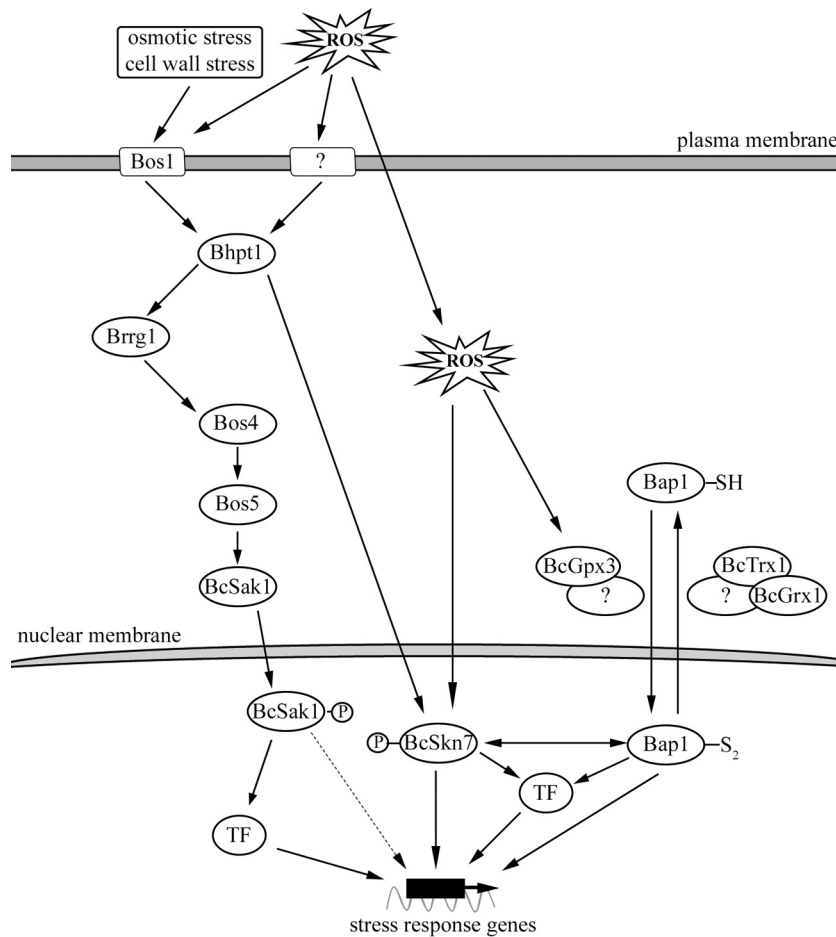 osmotic stress
cell wall stress
ROS
plasma membrane
Bos1
?
Bhpt1
Brrg1
ROS
Bos4
Bap1
SH
Bos5
BcGpx3
?
BcTrx1
?
BcGrx1
BcSak1
nuclear membrane
BcSak1
P
P
BcSkn7
Bap1
S2
TF
TF
stress response genes